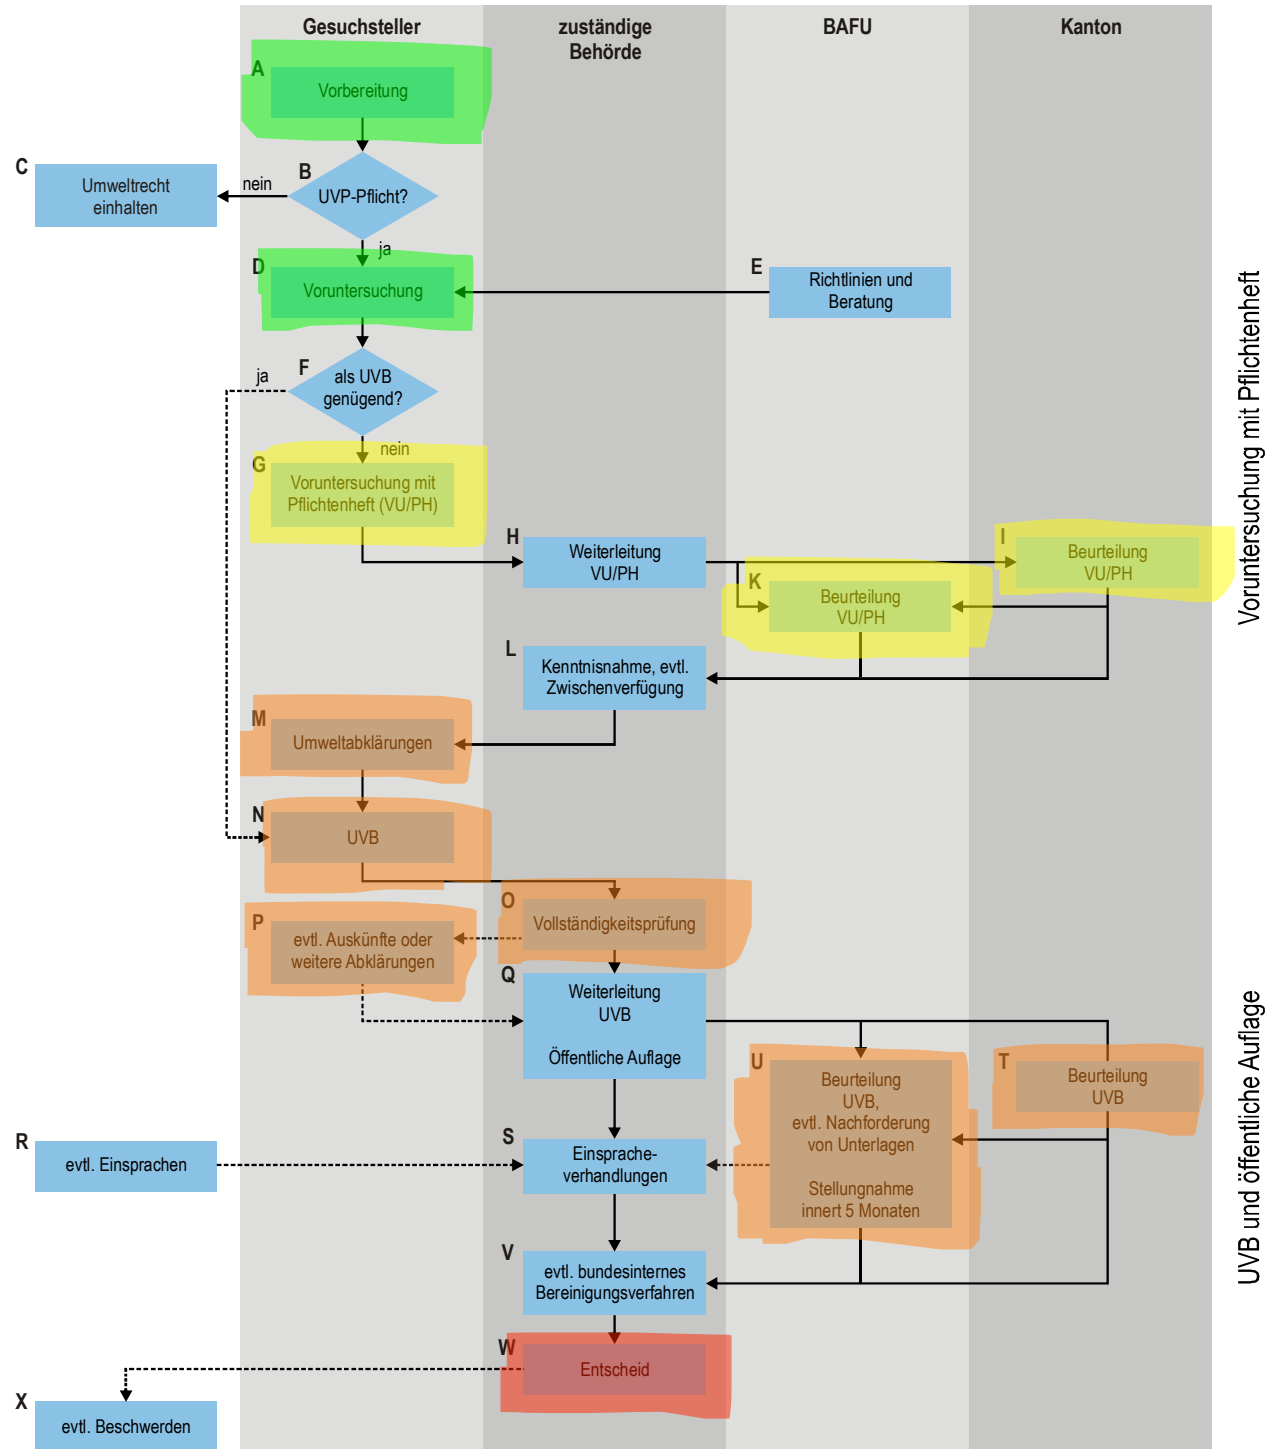 Gesuchsteller
zuständige
Behörde
BAFU
Kanton
A
Vorbereitung
C
Umweltrecht
einhalten
nein
B
UVP-Pflicht?
ja
D
Voruntersuchung
E
Richtlinien und
Beratung
ja
F
als UVB
genügend?
nein
G
Voruntersuchung mit
Pflichtenheft (VU/PH)
H
Weiterleitung
VU/PH
I
Beurteilung
VU/PH
K
Beurteilung
VU/PH
L
Kenntnisnahme, evtl.
Zwischenverfügung
M
Umweltabklärungen
N
UVB
O
Vollständigkeitsprüfung
P
evtl. Auskünfte oder
weitere Abklärungen
Q
Weiterleitung
UVB
Öffentliche Auflage
U
Beurteilung
UVB,
evtl. Nachforderung
von Unterlagen
Stellungnahme
innert 5 Monaten
T
Beurteilung
UVB
R
evtl. Einsprachen
S
Einsprache-
verhandlungen
V
evtl. bundesinternes
Bereinigungsverfahren
W
Entscheid
X
evtl. Beschwerden
Voruntersuchung mit Pflichtenheft
UVB und öffentliche Auflage